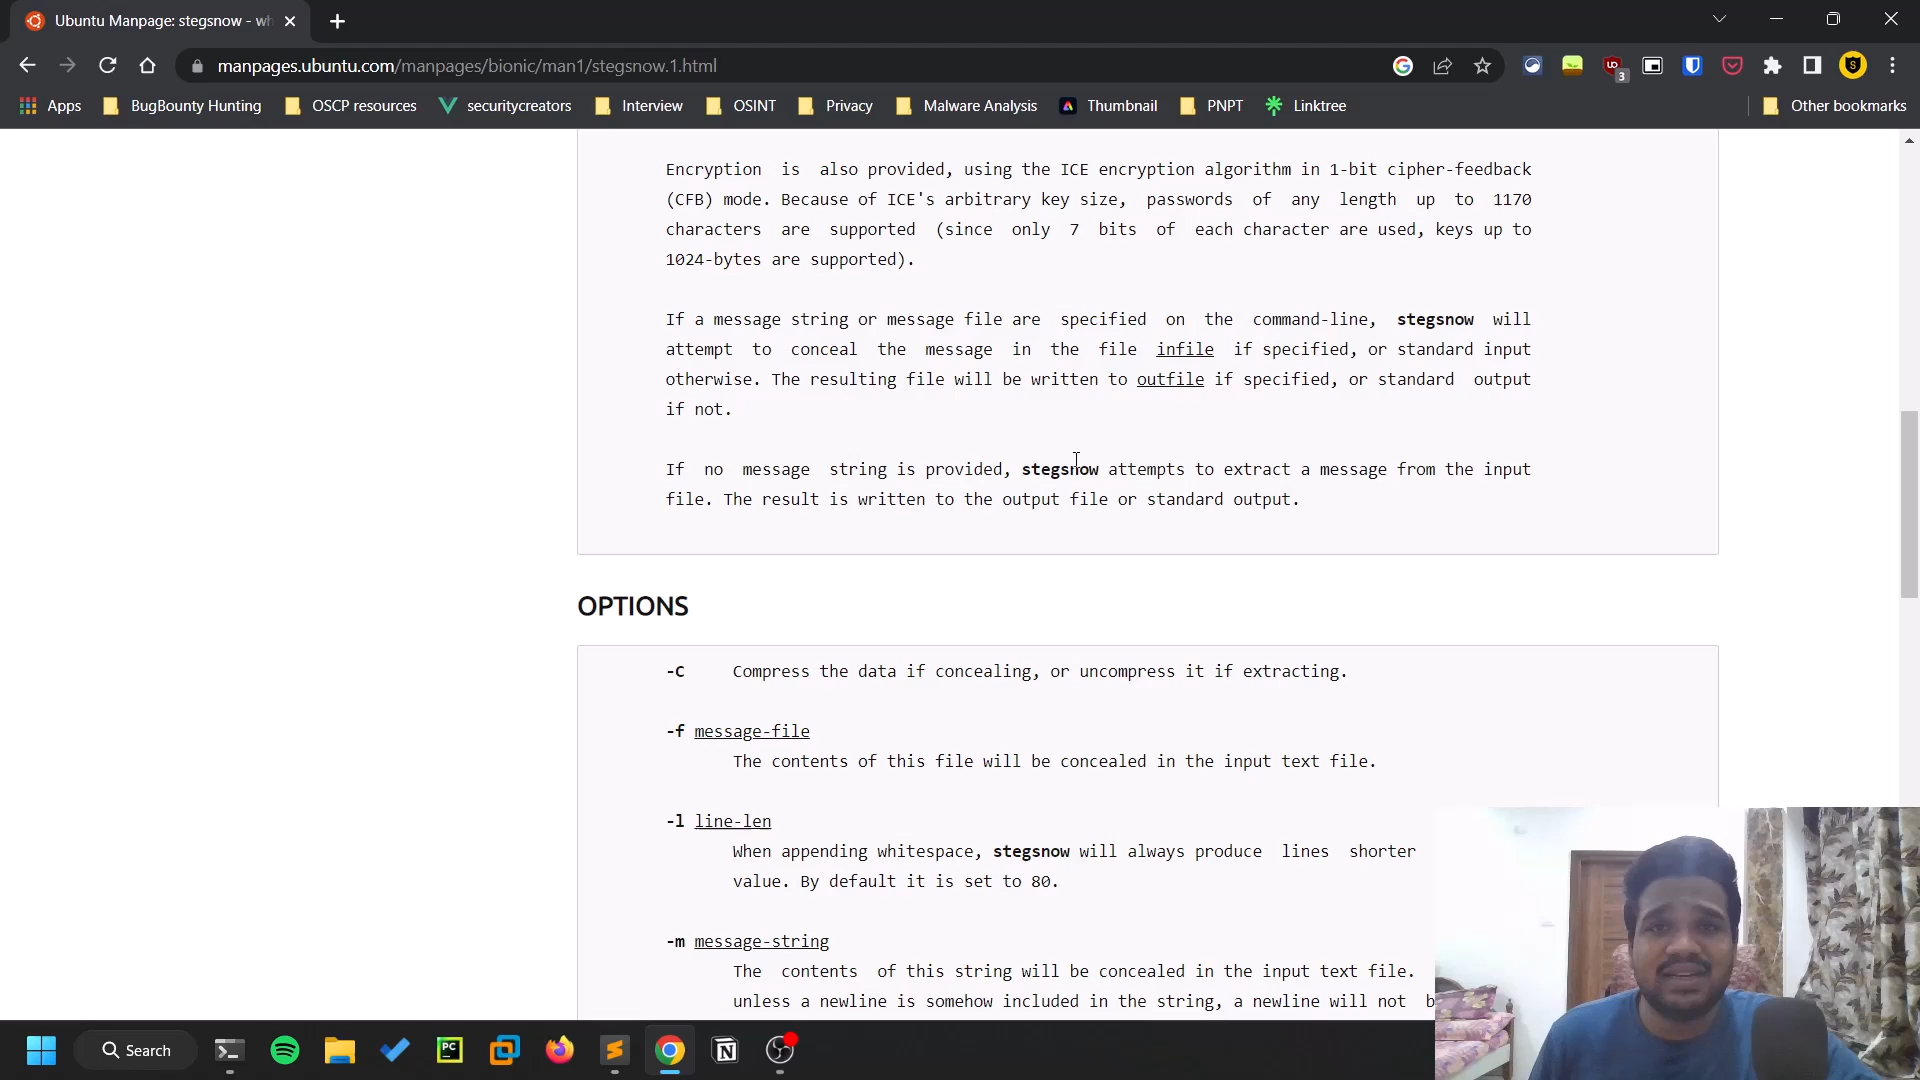 Ubuntu Manpage: stegsnow - wh
manpages.ubuntu.com/manpages/bionic/man1/stegsnow.1.html
3
S
Apps BugBounty Hunting OSCP resources securitycreators Interview OSINT Privacy Malware Analysis Thumbnail PNPT Linktree Other bookmarks
Encryption is also provided, using the ICE encryption algorithm in 1-bit cipher-feedback
(CFB) mode. Because of ICE's arbitrary key size, passwords of any length up to 1170
characters are supported (since only 7 bits of each character are used, keys up to
1024-bytes are supported).
If a message string or message file are specified on the command-line, stegsnow will
attempt to conceal the message in the file infile if specified, or standard input
otherwise. The resulting file will be written to outfile if specified, or standard output
if not.
If no message string is provided, stegsnow attempts to extract a message from the input
file. The result is written to the output file or standard output.
OPTIONS
-C Compress the data if concealing, or uncompress it if extracting.
-f message-file
The contents of this file will be concealed in the input text file.
-l line-len
When appending whitespace, stegsnow will always produce lines shorter
value. By default it is set to 80.
-m message-string
The contents of this string will be concealed in the input text file.
unless a newline is somehow included in the string, a newline will not b
Search
PC